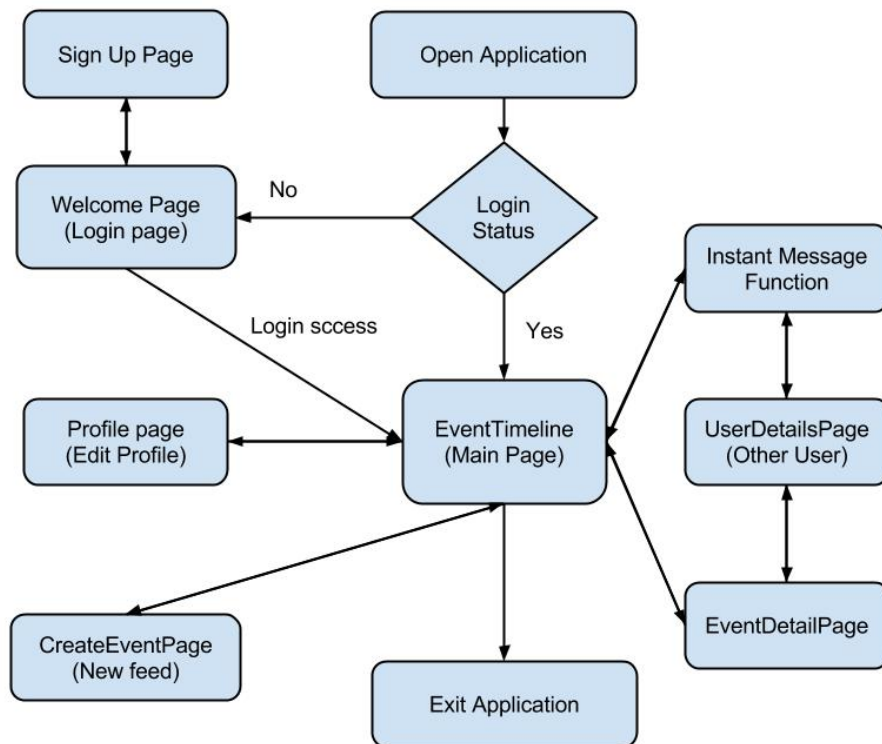 Sign Up Page
Open Application
Welcome Page
(Login page)
No
Login
Status
Instant Message
Function
Login sccess
Yes
Profile page
(Edit Profile)
EventTimeline
(Main Page)
UserDetailsPage
(Other User)
CreateEventPage
(New feed)
EventDetailPage
Exit Application